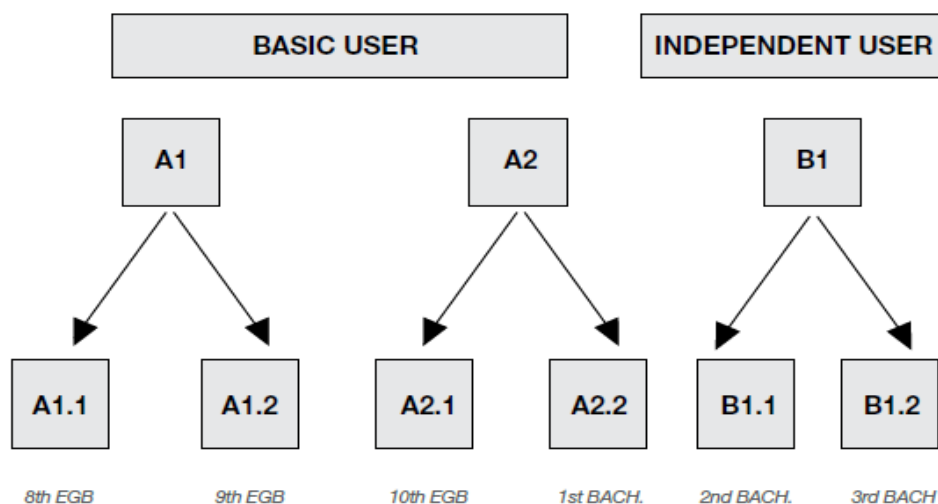 BASIC USER INDEPENDENT USER
A1 A2 B1
A1.1 A1.2 A2.1 A2.2 B1.1 B1.2
8th EGB 9th EGB 10th EGB 1st BACH. 2nd BACH. 3rd BACH